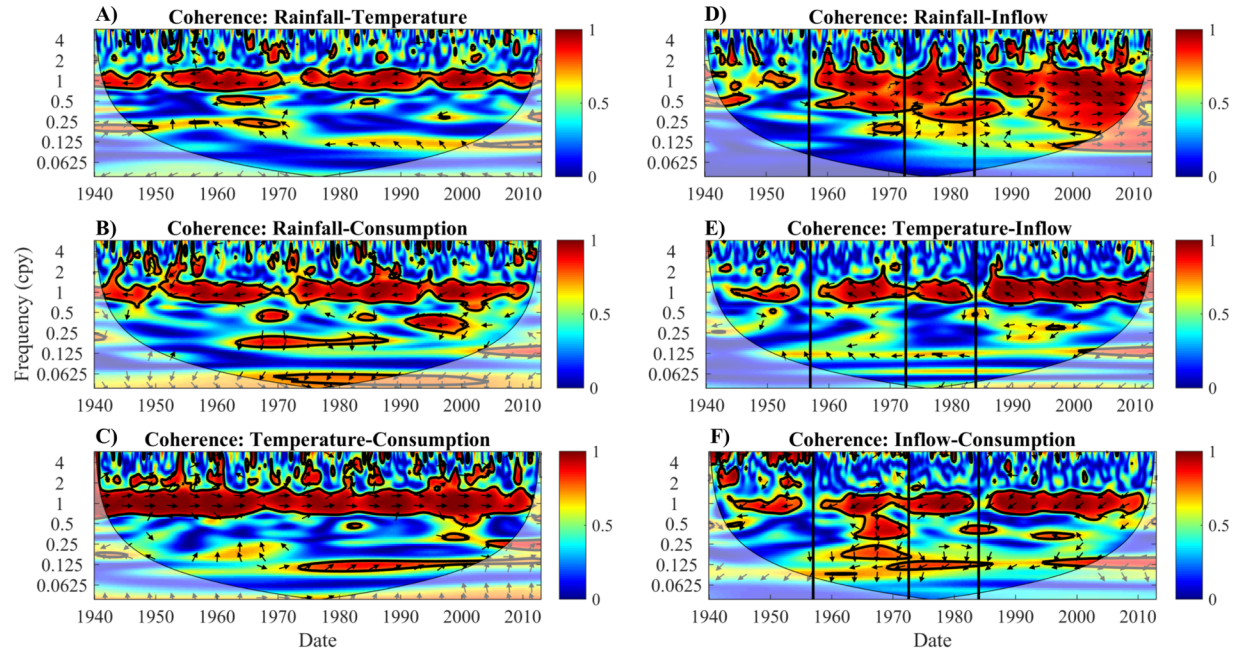 A)
Coherence: Rainfall-Temperature
4
2
1
0.5
0.25
0.125
0.0625
1940 1950 1960 1970 1980 1990 2000 2010
1
0.5
0
B)
Coherence: Rainfall-Consumption
4
2
1
0.5
0.25
0.125
0.0625
1940 1950 1960 1970 1980 1990 2000 2010
1
0.5
0
Frequency (cpy)
C)
Coherence: Temperature-Consumption
4
2
1
0.5
0.25
0.125
0.0625
1940 1950 1960 1970 1980 1990 2000 2010
Date
1
0.5
0
D)
Coherence: Rainfall-Inflow
4
2
1
0.5
0.25
0.125
0.0625
1940 1950 1960 1970 1980 1990 2000 2010
1
0.5
0
E)
Coherence: Temperature-Inflow
4
2
1
0.5
0.25
0.125
0.0625
1940 1950 1960 1970 1980 1990 2000 2010
1
0.5
0
F)
Coherence: Inflow-Consumption
4
2
1
0.5
0.25
0.125
0.0625
1940 1950 1960 1970 1980 1990 2000 2010
Date
1
0.5
0